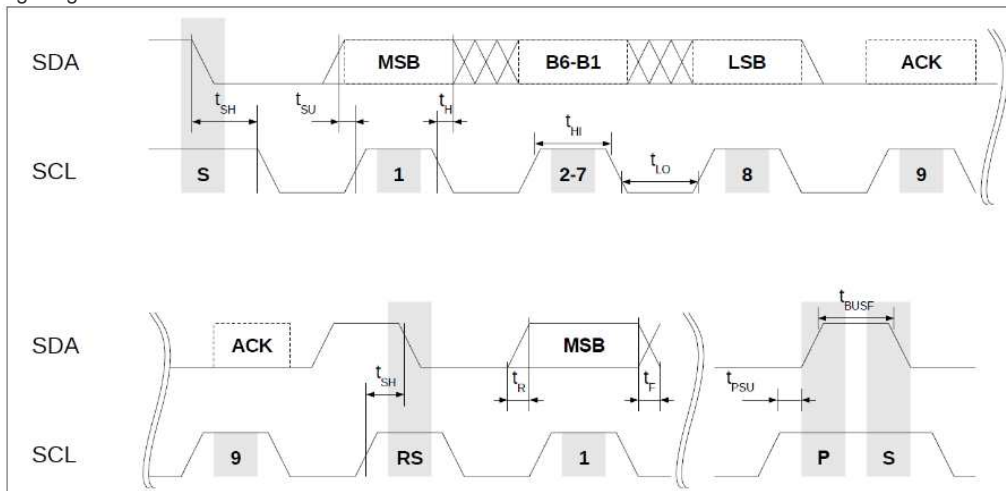 SDA MSB B6-B1 LSB ACK
tSH tSU tH tHI
SCL S 1 2-7 tLO 8 9
tBUSF
SDA ACK MSB
tSH tR tF tPSU
SCL 9 RS 1 P S